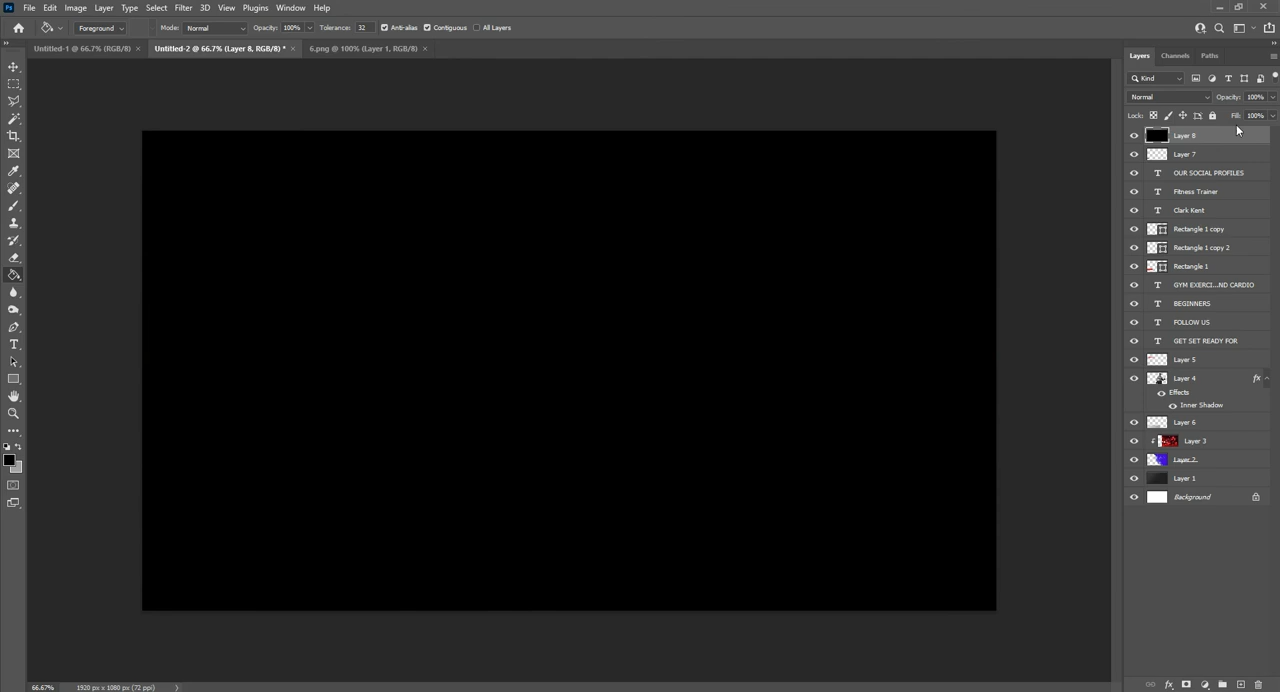 Ps File Edit Image Layer Type Select Filter 3D View Plugins Window Help
Foreground Mode: Normal Opacity: 100% Tolerance: 32 Anti-alias Contiguous All Layers
Untitled-1 @ 66.7% (RGB/8) × Untitled-2 @ 66.7% (Layer 8, RGB/8) * × 6.png @ 100% (Layer 1, RGB/8) ×
Layers Channels Paths
Kind
Normal Opacity: 100%
Lock: Fill: 100%
Layer 8
Layer 7
OUR SOCIAL PROFILES
Fitness Trainer
Clark Kent
Rectangle 1 copy
Rectangle 1 copy 2
Rectangle 1
GYM EXERCI...ND CARDIO
BEGINNERS
FOLLOW US
GET SET READY FOR
Layer 5
Layer 4 fx
Effects
Inner Shadow
Layer 6
Layer 3
Layer 2
Layer 1
Background
66.67% 1920 px x 1080 px (72 ppi)
fx